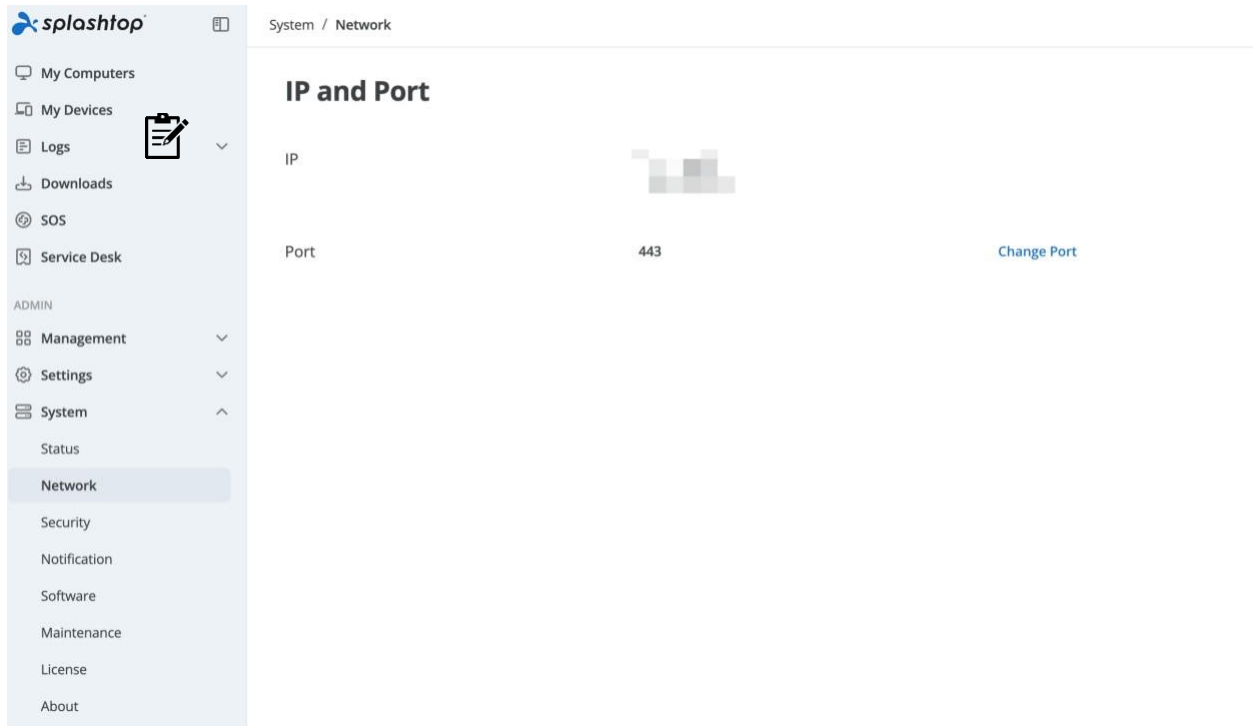 splashtop
System / Network
My Computers
My Devices
Logs
Downloads
SOS
Service Desk
ADMIN
Management
Settings
System
Status
Network
Security
Notification
Software
Maintenance
License
About
IP and Port
IP
Port 443 Change Port